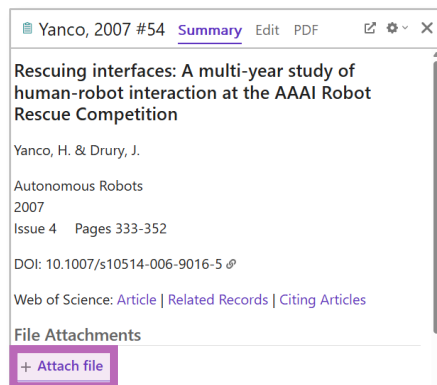 Yanco, 2007 #54 Summary Edit PDF
Rescuing interfaces: A multi-year study of
human-robot interaction at the AAAI Robot
Rescue Competition
Yanco, H. & Drury, J.
Autonomous Robots
2007
Issue 4 Pages 333-352
DOI: 10.1007/s10514-006-9016-5
Web of Science: Article | Related Records | Citing Articles
File Attachments
+ Attach file